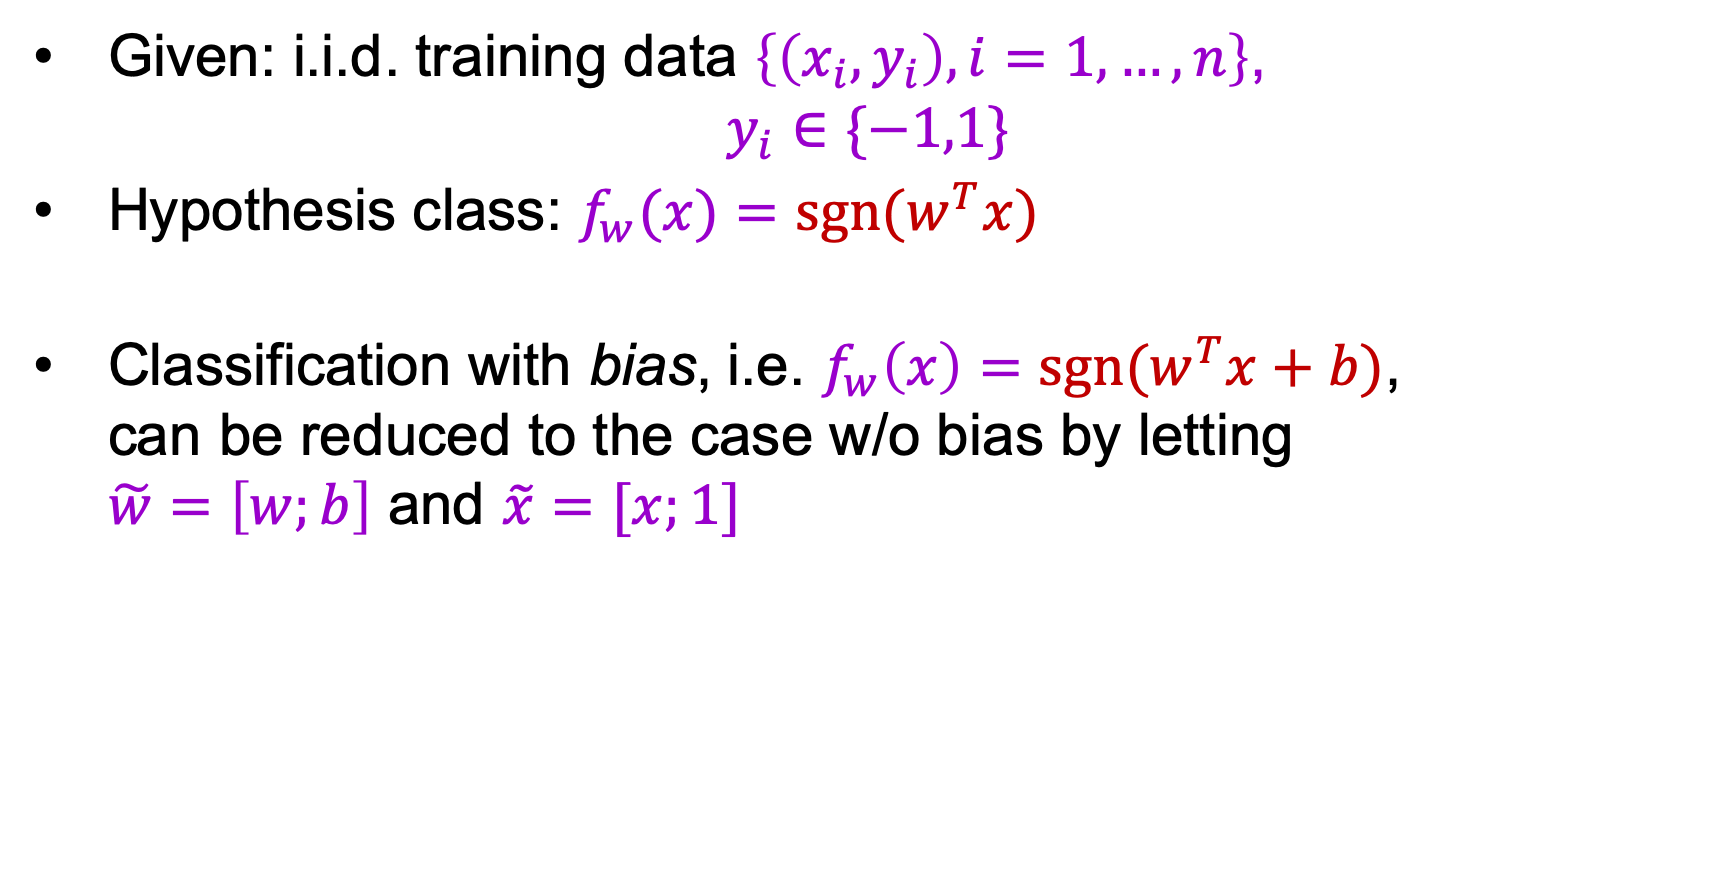 • Given: i.i.d. training data {(xᵢ, yᵢ), i = 1, … , n},
yᵢ ∈ {−1,1}
• Hypothesis class: f_w(x) = sgn(wᵀx)
• Classification with bias, i.e. f_w(x) = sgn(wᵀx + b),
can be reduced to the case w/o bias by letting
w̃ = [w; b] and x̃ = [x; 1]